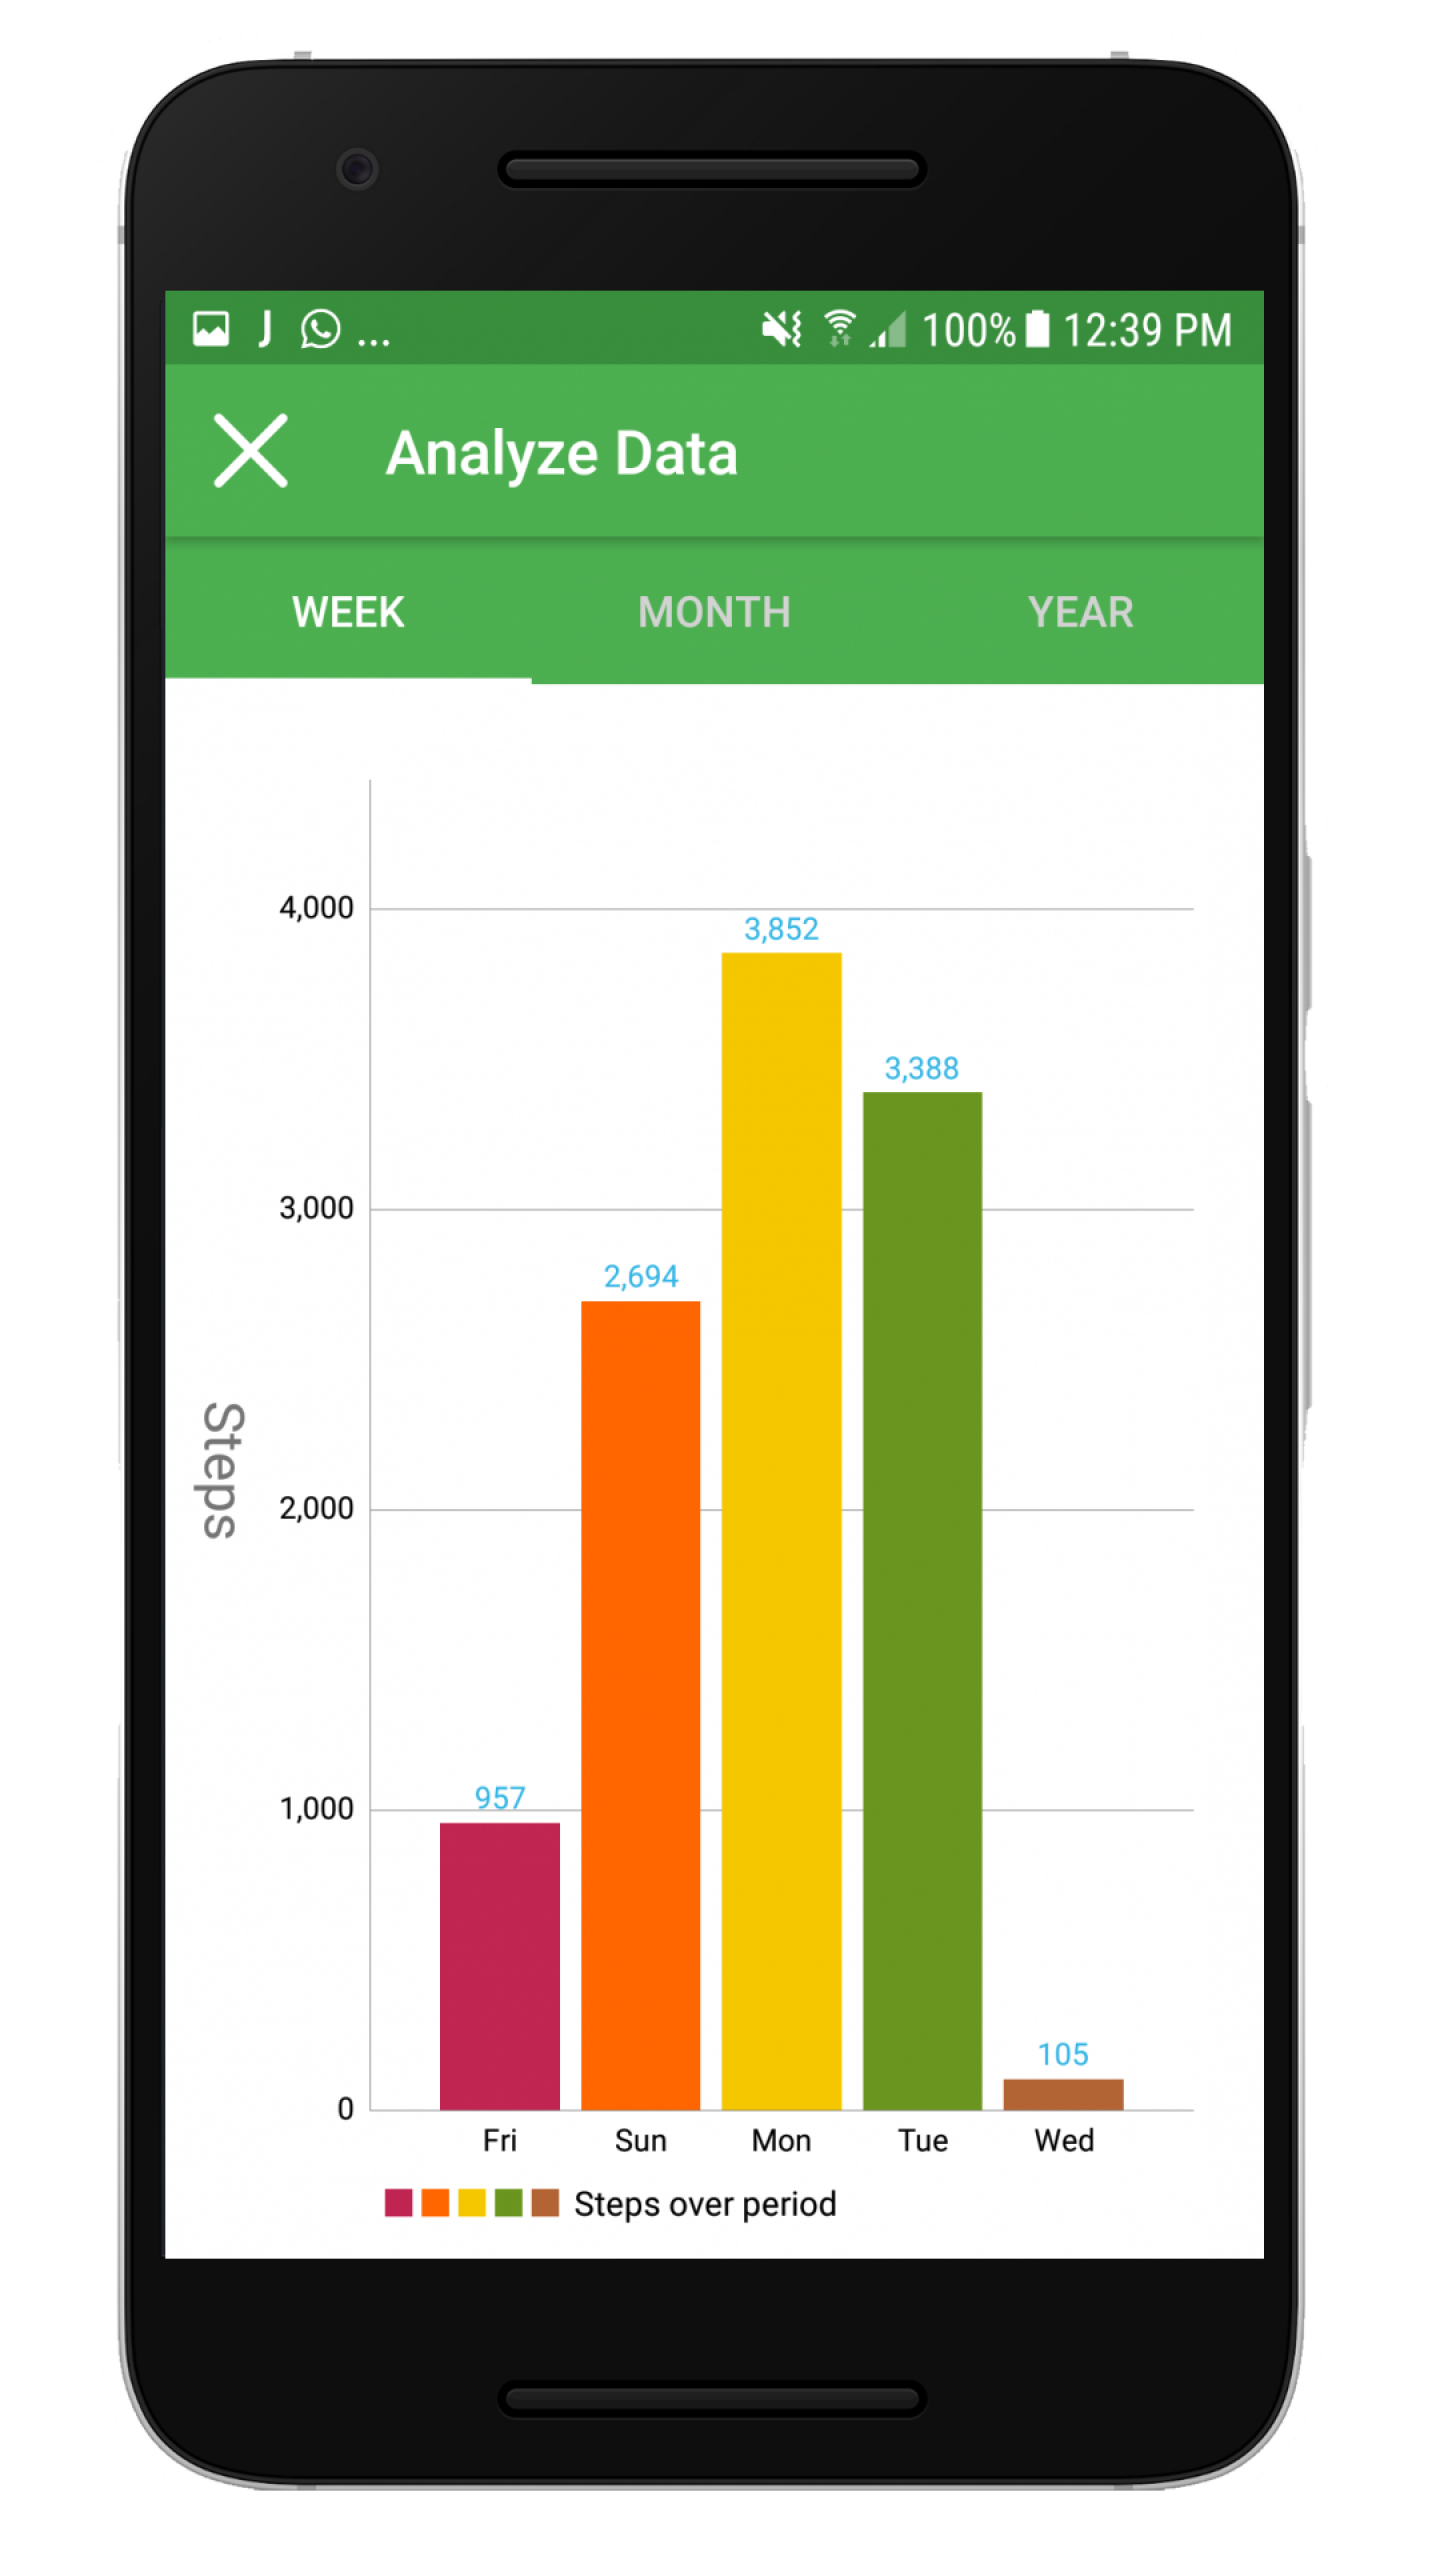 J ... 100% 12:39 PM
Analyze Data
WEEK MONTH YEAR
4,000
3,852
3,388
3,000
2,694
Steps
2,000
957
1,000
105
0
Fri Sun Mon Tue Wed
Steps over period